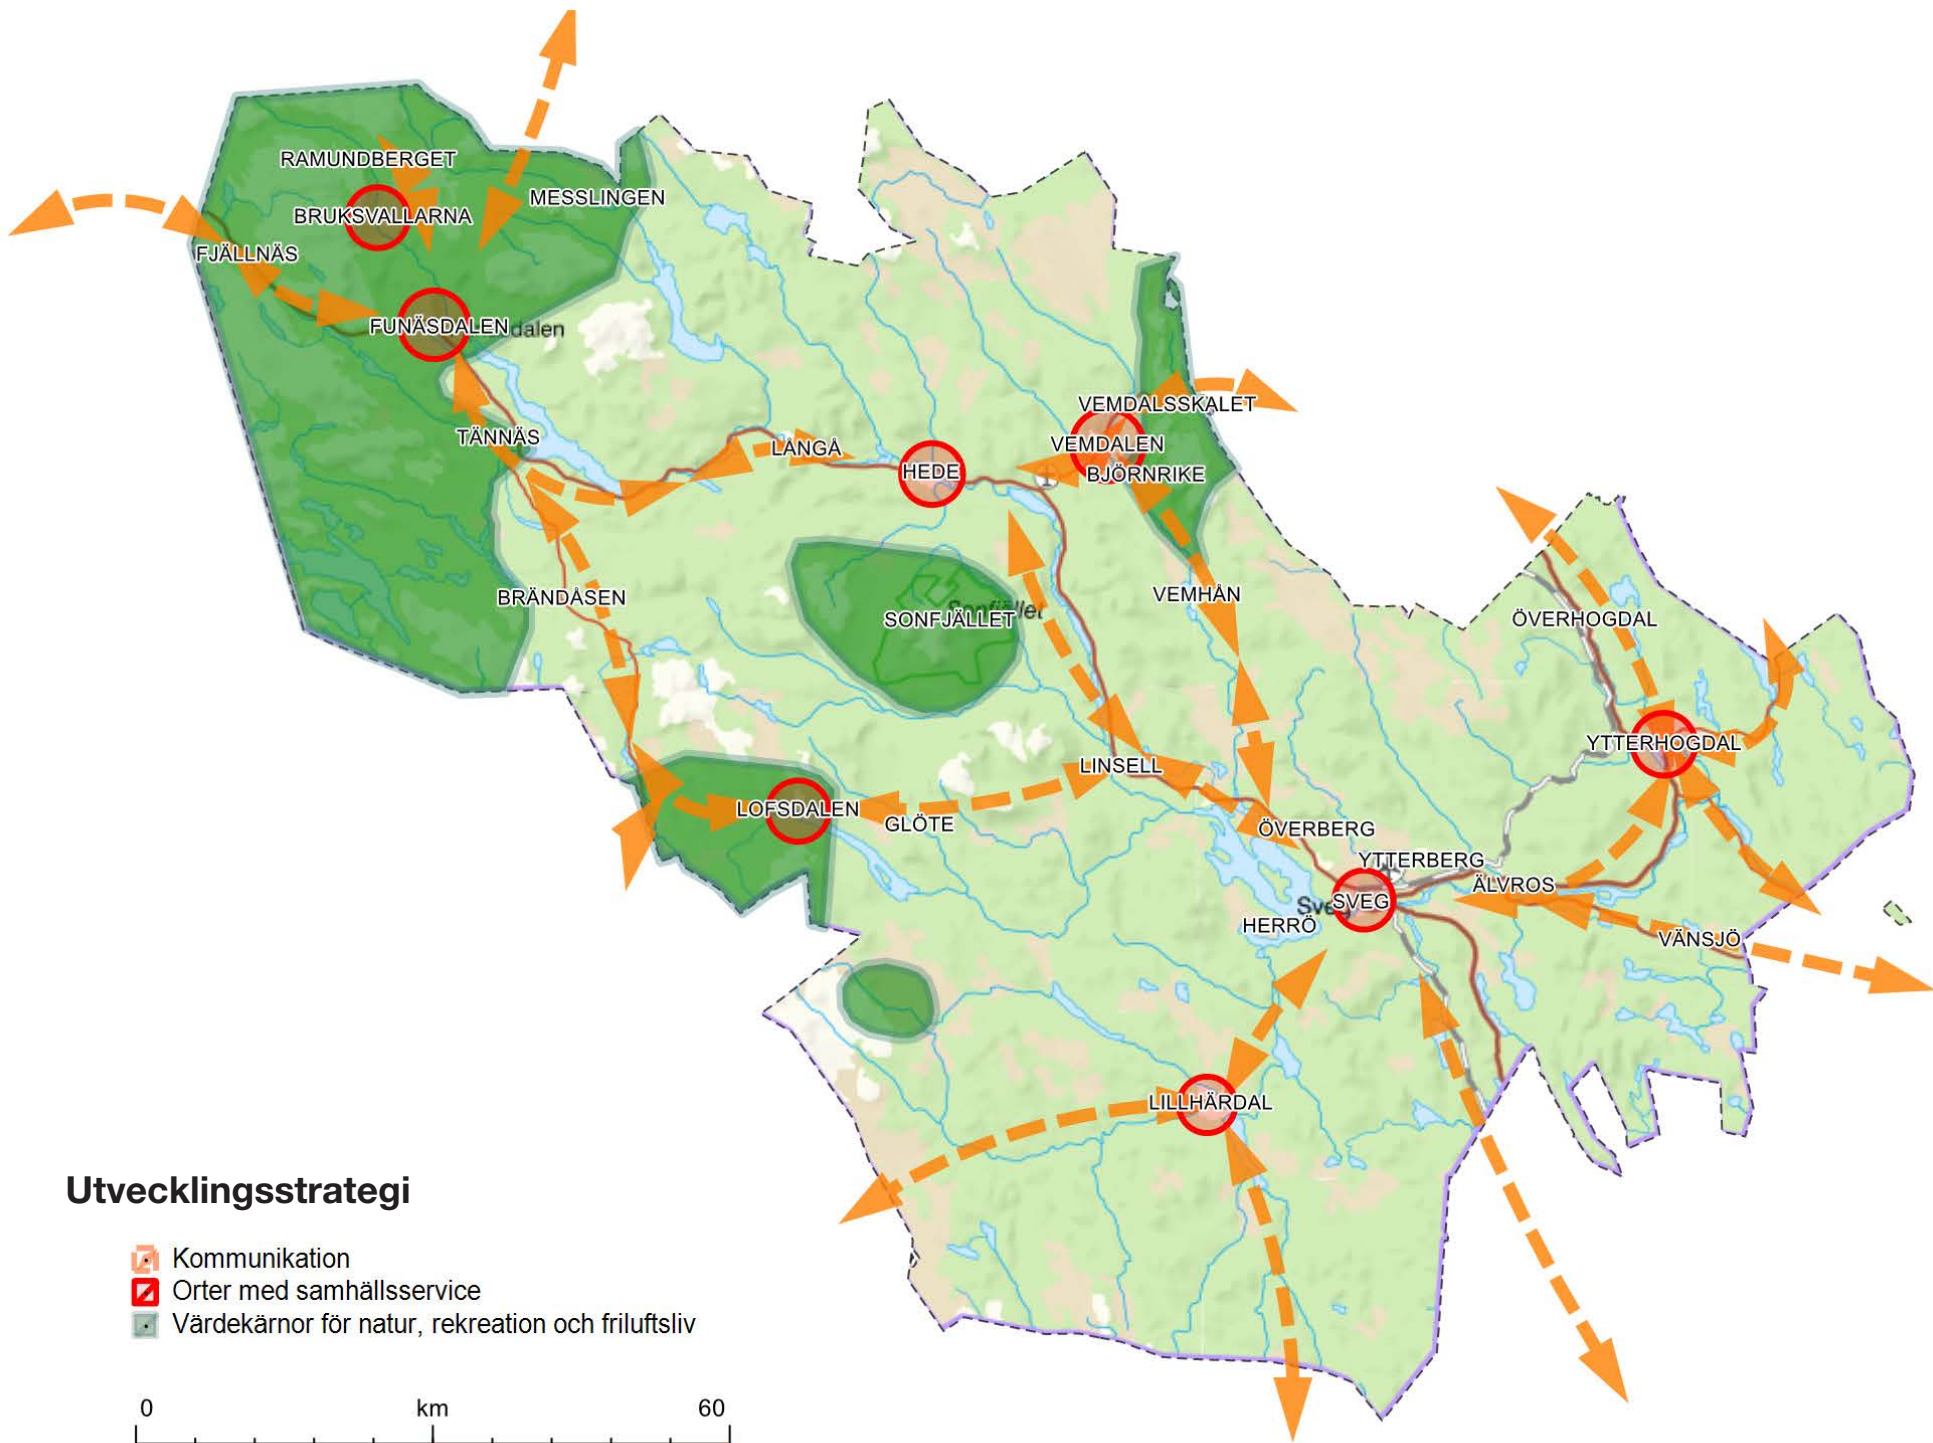 RAMUNDBERGET
MESSLINGEN
BRUKSVALLARNA
FJÄLLNÄS
FUNÄSDALEN
dalen
VEMDALSSKALET
TÄNNÄS
LÅNGÅ
VEMDALEN
HEDE
BJÖRNRIKE
BRÄNDÅSEN
VEMHÅN
SONFJÄLLET
Sonfjället
ÖVERHOGDAL
YTTERHOGDAL
LINSELL
LOFSDALEN
GLÖTE
ÖVERBERG
YTTERBERG
ÄLVROS
Sveg
SVEG
HERRÖ
VÄNSJÖ
LILLHÄRDAL
Utvecklingsstrategi
Kommunikation
Orter med samhällsservice
Värdekärnor för natur, rekreation och friluftsliv
0 km 60